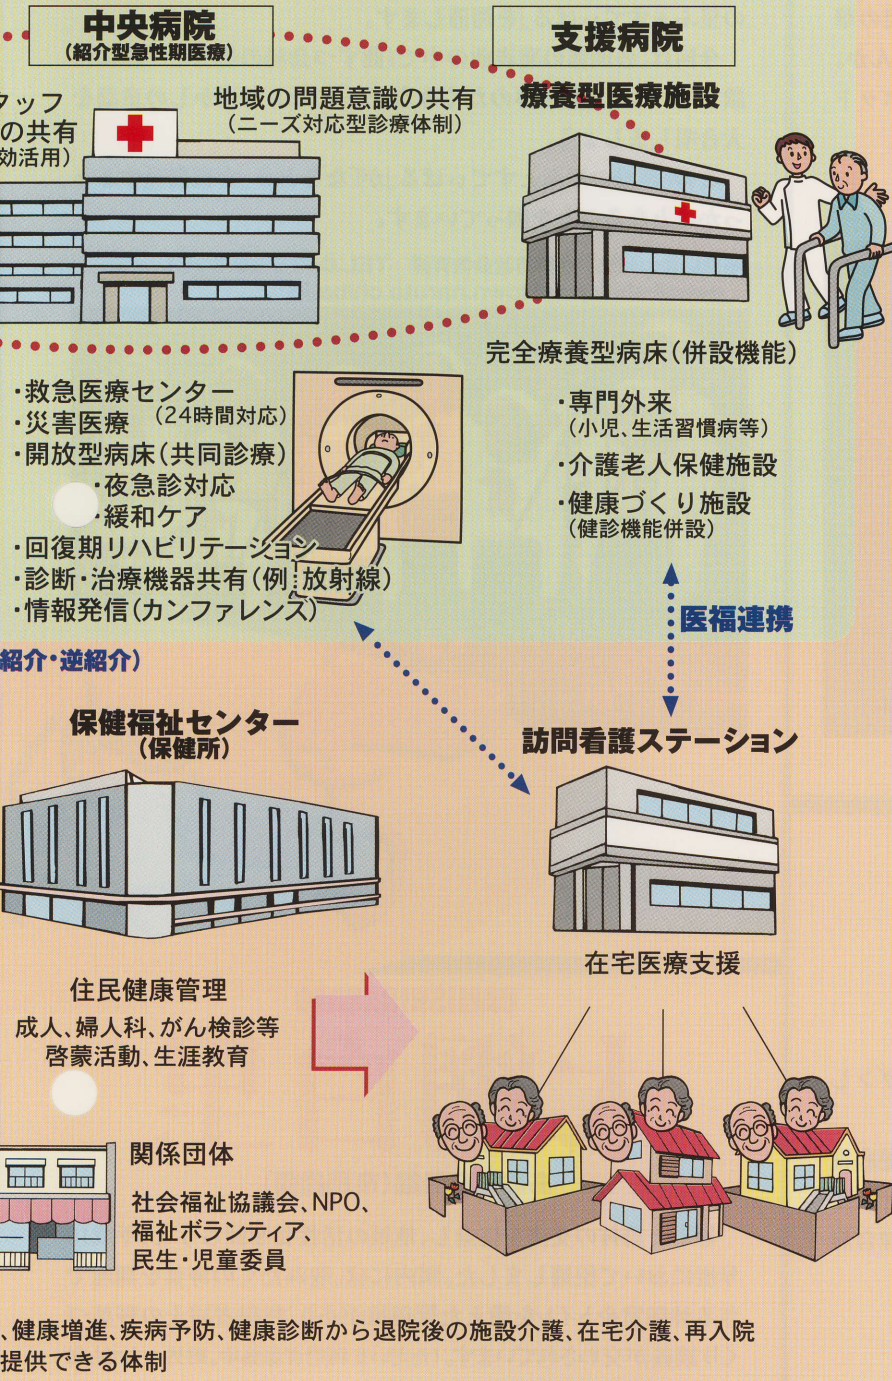 中央病院
(紹介型急性期医療)
支援病院
療養型医療施設
タッフ
の共有
効活用)
地域の問題意識の共有
(ニーズ対応型診療体制)
完全療養型病床(併設機能)
・専門外来
(小児、生活習慣病等)
・介護老人保健施設
・健康づくり施設
(健診機能併設)
・救急医療センター
・災害医療 (24時間対応)
・開放型病床(共同診療)
・夜急診対応
・緩和ケア
・回復期リハビリテーション
・診断・治療機器共有(例:放射線)
・情報発信(カンファレンズ)
医福連携
紹介・逆紹介)
保健福祉センター
(保健所)
訪問看護ステーション
在宅医療支援
住民健康管理
成人、婦人科、がん検診等
啓蒙活動、生涯教育
関係団体
社会福祉協議会、NPO、
福祉ボランティア、
民生・児童委員
、健康増進、疾病予防、健康診断から退院後の施設介護、在宅介護、再入院
提供できる体制